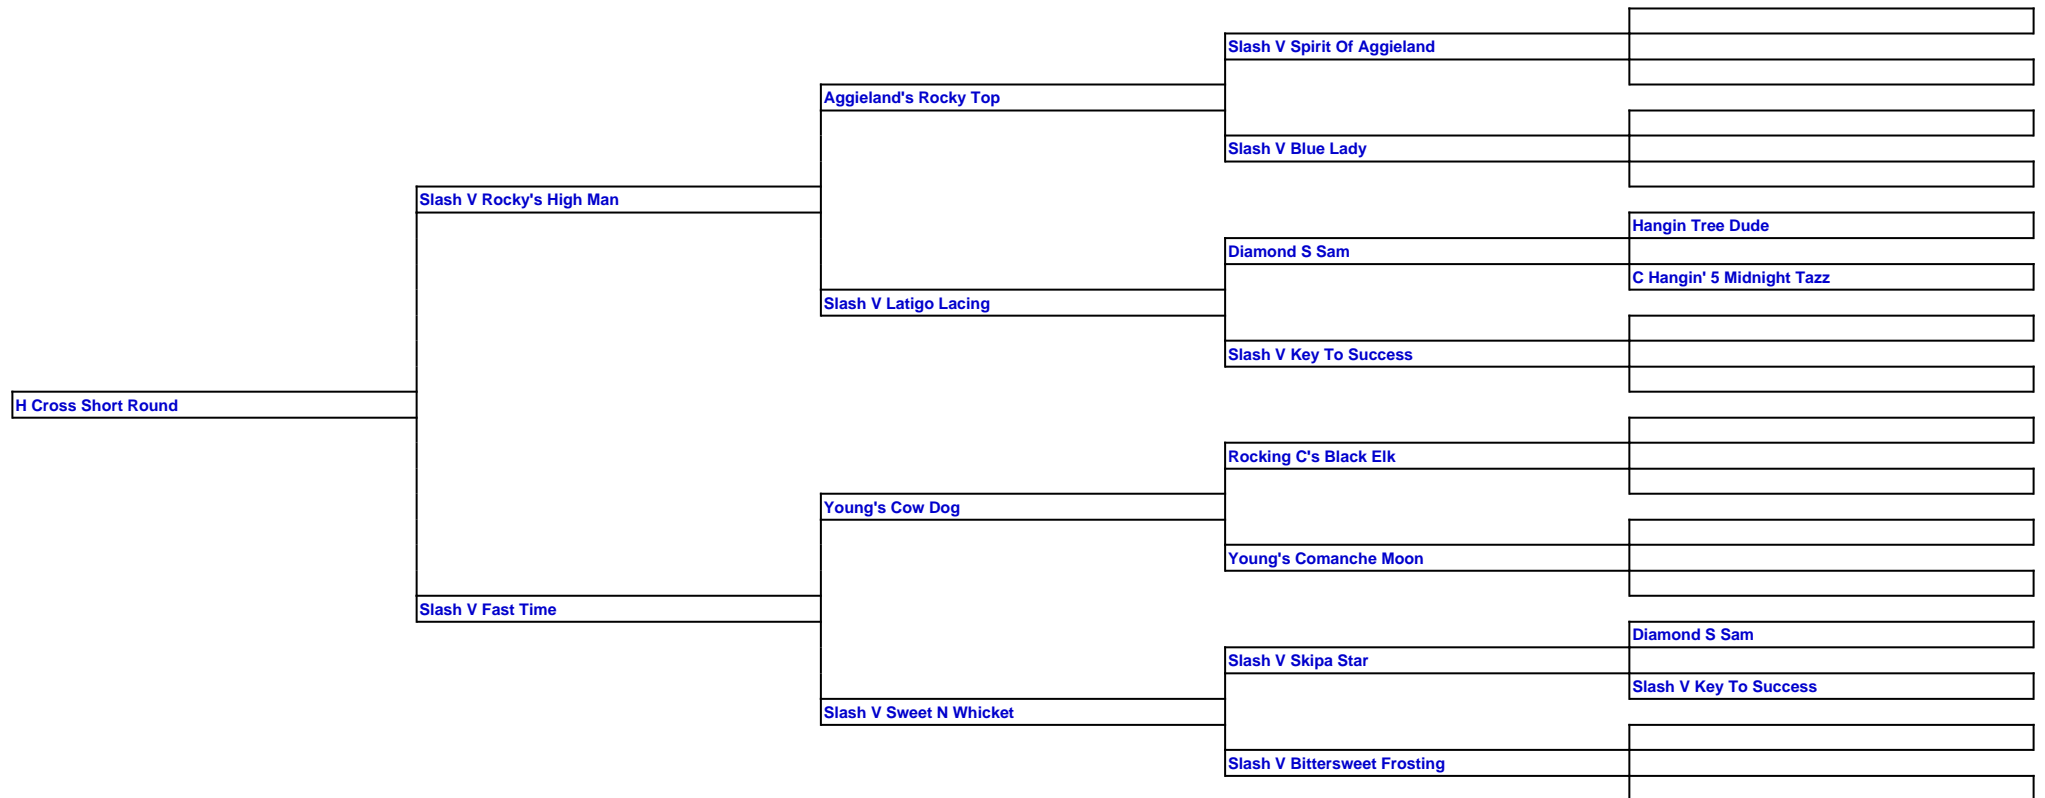 Slash V Spirit Of Aggieland
Aggieland's Rocky Top
Slash V Blue Lady
Slash V Rocky's High Man
Hangin Tree Dude
Diamond S Sam
C Hangin' 5 Midnight Tazz
Slash V Latigo Lacing
Slash V Key To Success
H Cross Short Round
Rocking C's Black Elk
Young's Cow Dog
Young's Comanche Moon
Slash V Fast Time
Diamond S Sam
Slash V Skipa Star
Slash V Key To Success
Slash V Sweet N Whicket
Slash V Bittersweet Frosting